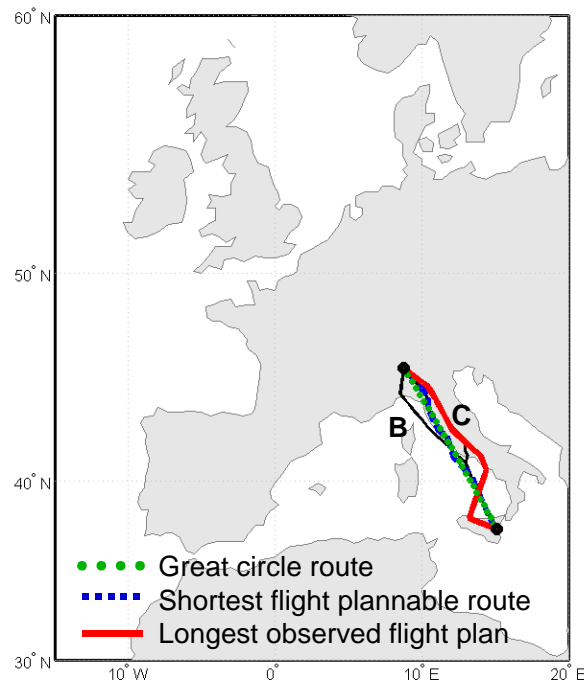 60° N
50° N
B
C
40° N
Great circle route
Shortest flight plannable route
Longest observed flight plan
30° N
10° W
0°
10° E
20° E